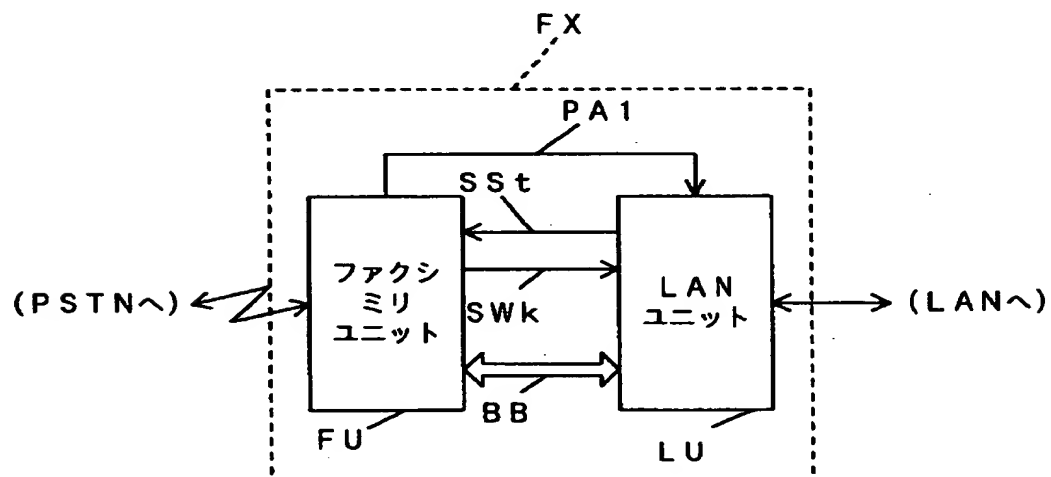 FX
PA1
SSt
ファクシ
ミリ
ユニット
SWk
LAN
ユニット
(PSTNへ)
(LANへ)
BB
FU
LU